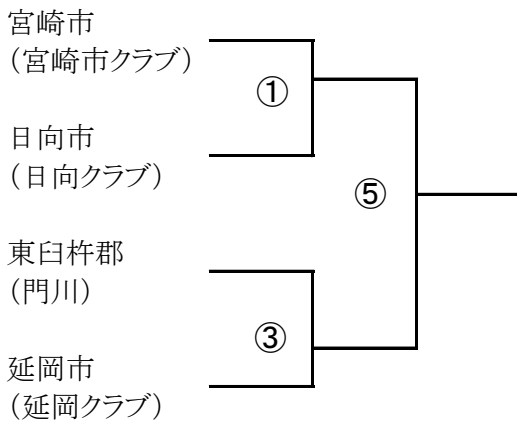 宮崎市
（宮崎市クラブ）
①
日向市
（日向クラブ）
⑤
東臼杵郡
（門川）
③
延岡市
（延岡クラブ）